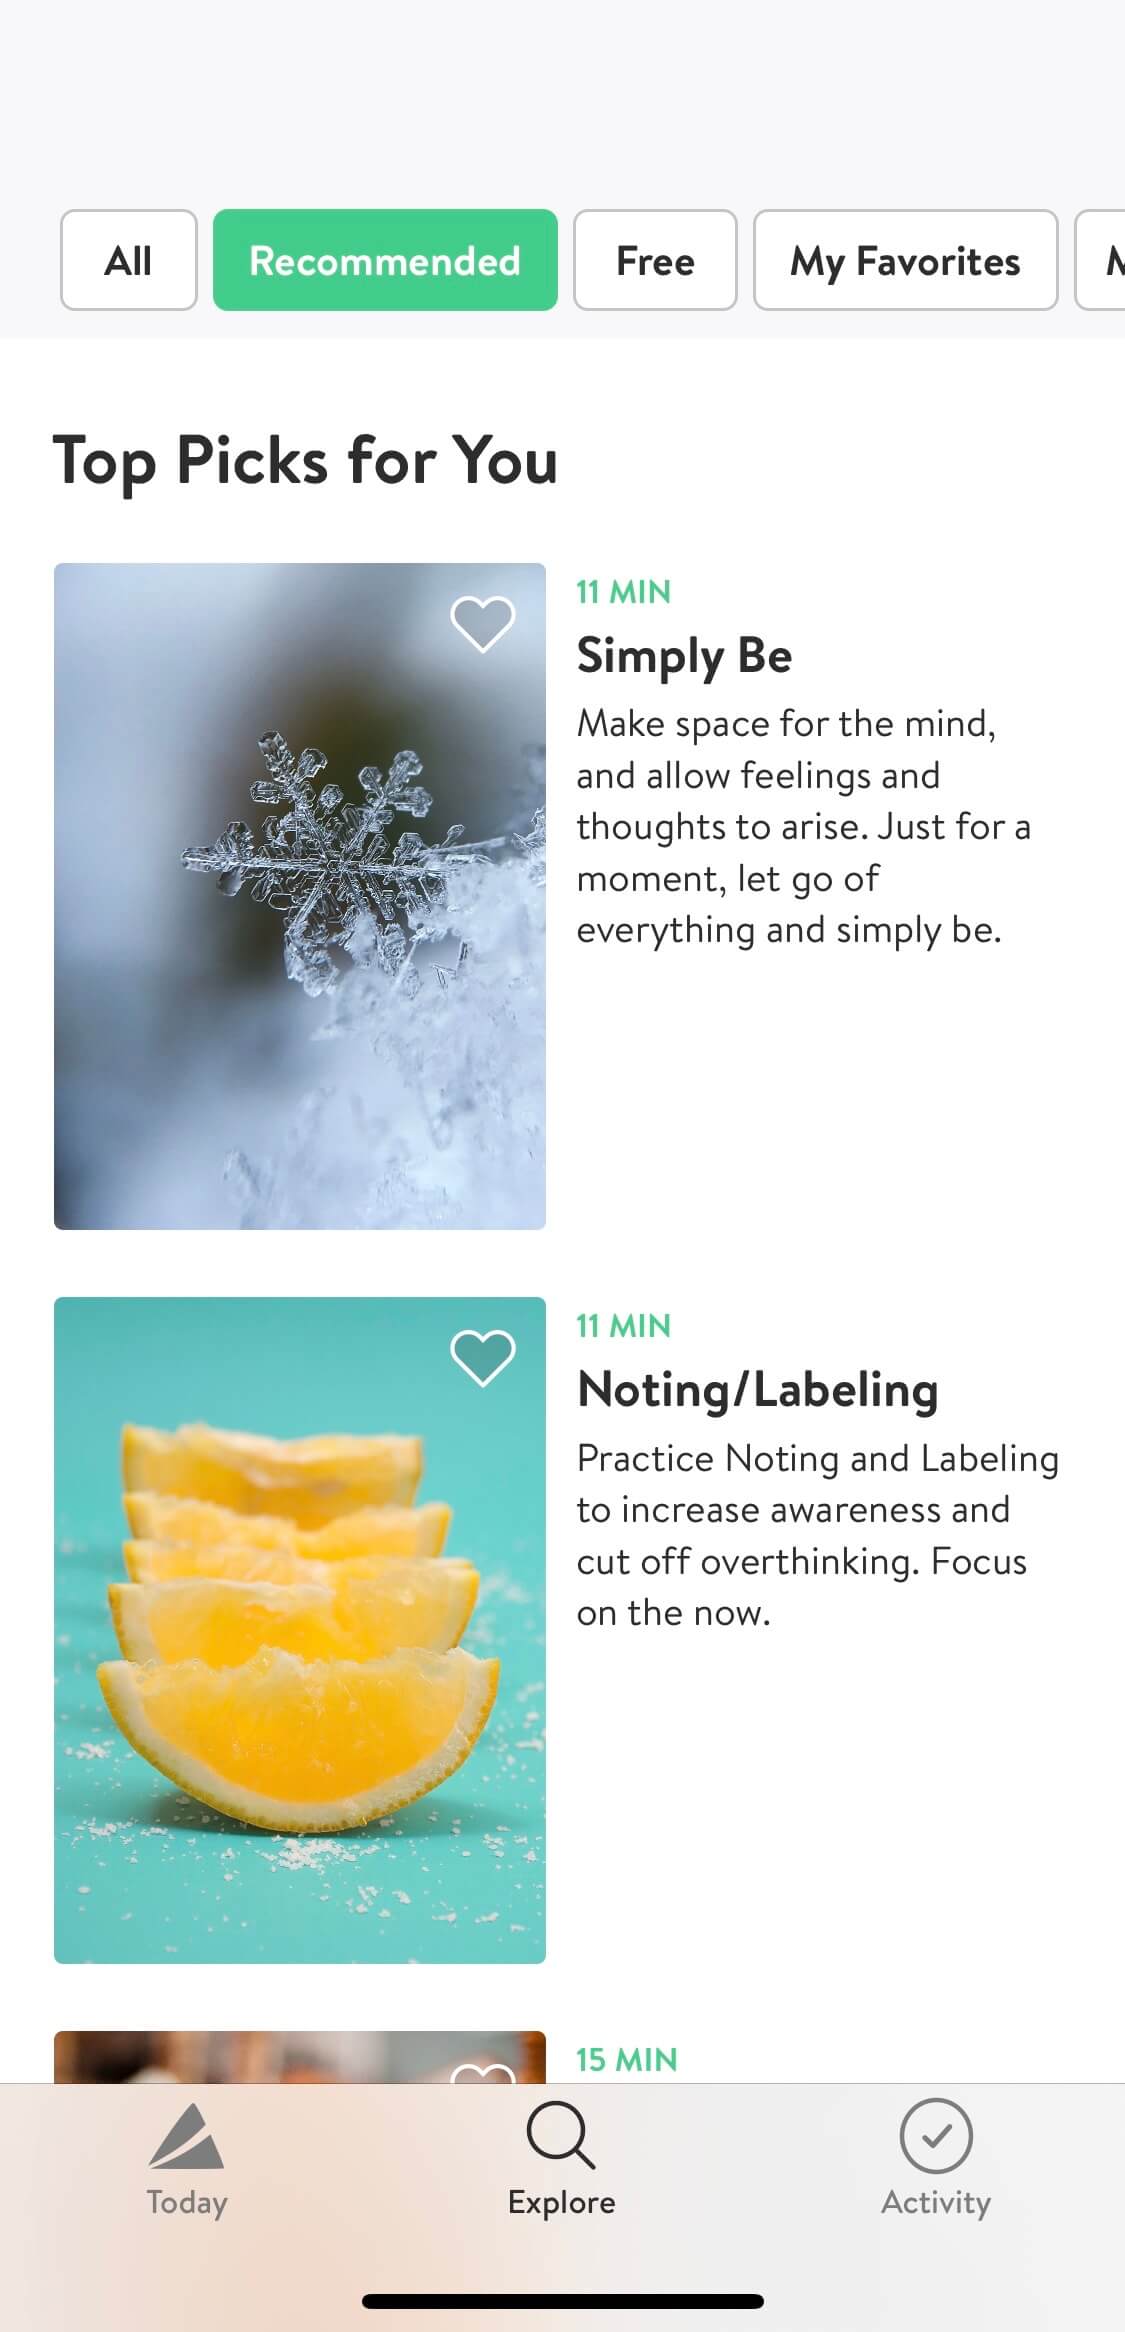 All
Recommended
Free
My Favorites
Top Picks for You
11 MIN
Simply Be
Make space for the mind,
and allow feelings and
thoughts to arise. Just for a
moment, let go of
everything and simply be.
11 MIN
Noting/Labeling
Practice Noting and Labeling
to increase awareness and
cut off overthinking. Focus
on the now.
15 MIN
Today
Explore
Activity